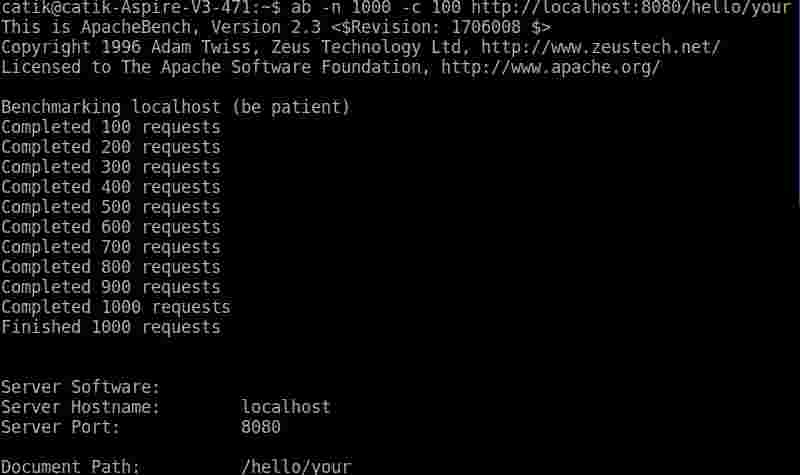 catik@catik-Aspire-V3-471:~$ ab -n 1000 -c 100 http://localhost:8080/hello/your
This is ApacheBench, Version 2.3 <$Revision: 1706008 $>
Copyright 1996 Adam Twiss, Zeus Technology Ltd, http://www.zeustech.net/
Licensed to The Apache Software Foundation, http://www.apache.org/

Benchmarking localhost (be patient)
Completed 100 requests
Completed 200 requests
Completed 300 requests
Completed 400 requests
Completed 500 requests
Completed 600 requests
Completed 700 requests
Completed 800 requests
Completed 900 requests
Completed 1000 requests
Finished 1000 requests

Server Software:
Server Hostname:        localhost
Server Port:            8080

Document Path:          /hello/your